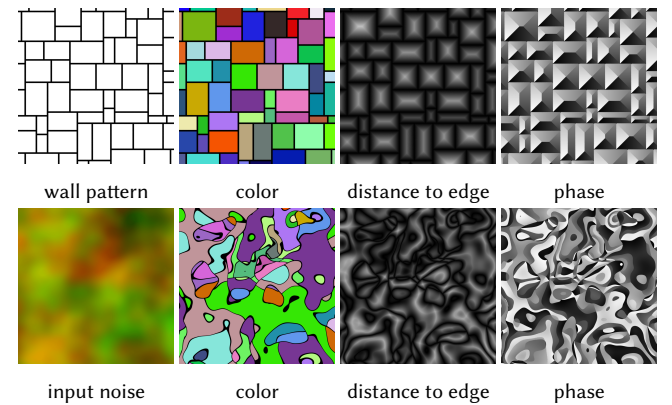 wall pattern color distance to edge phase
input noise color distance to edge phase